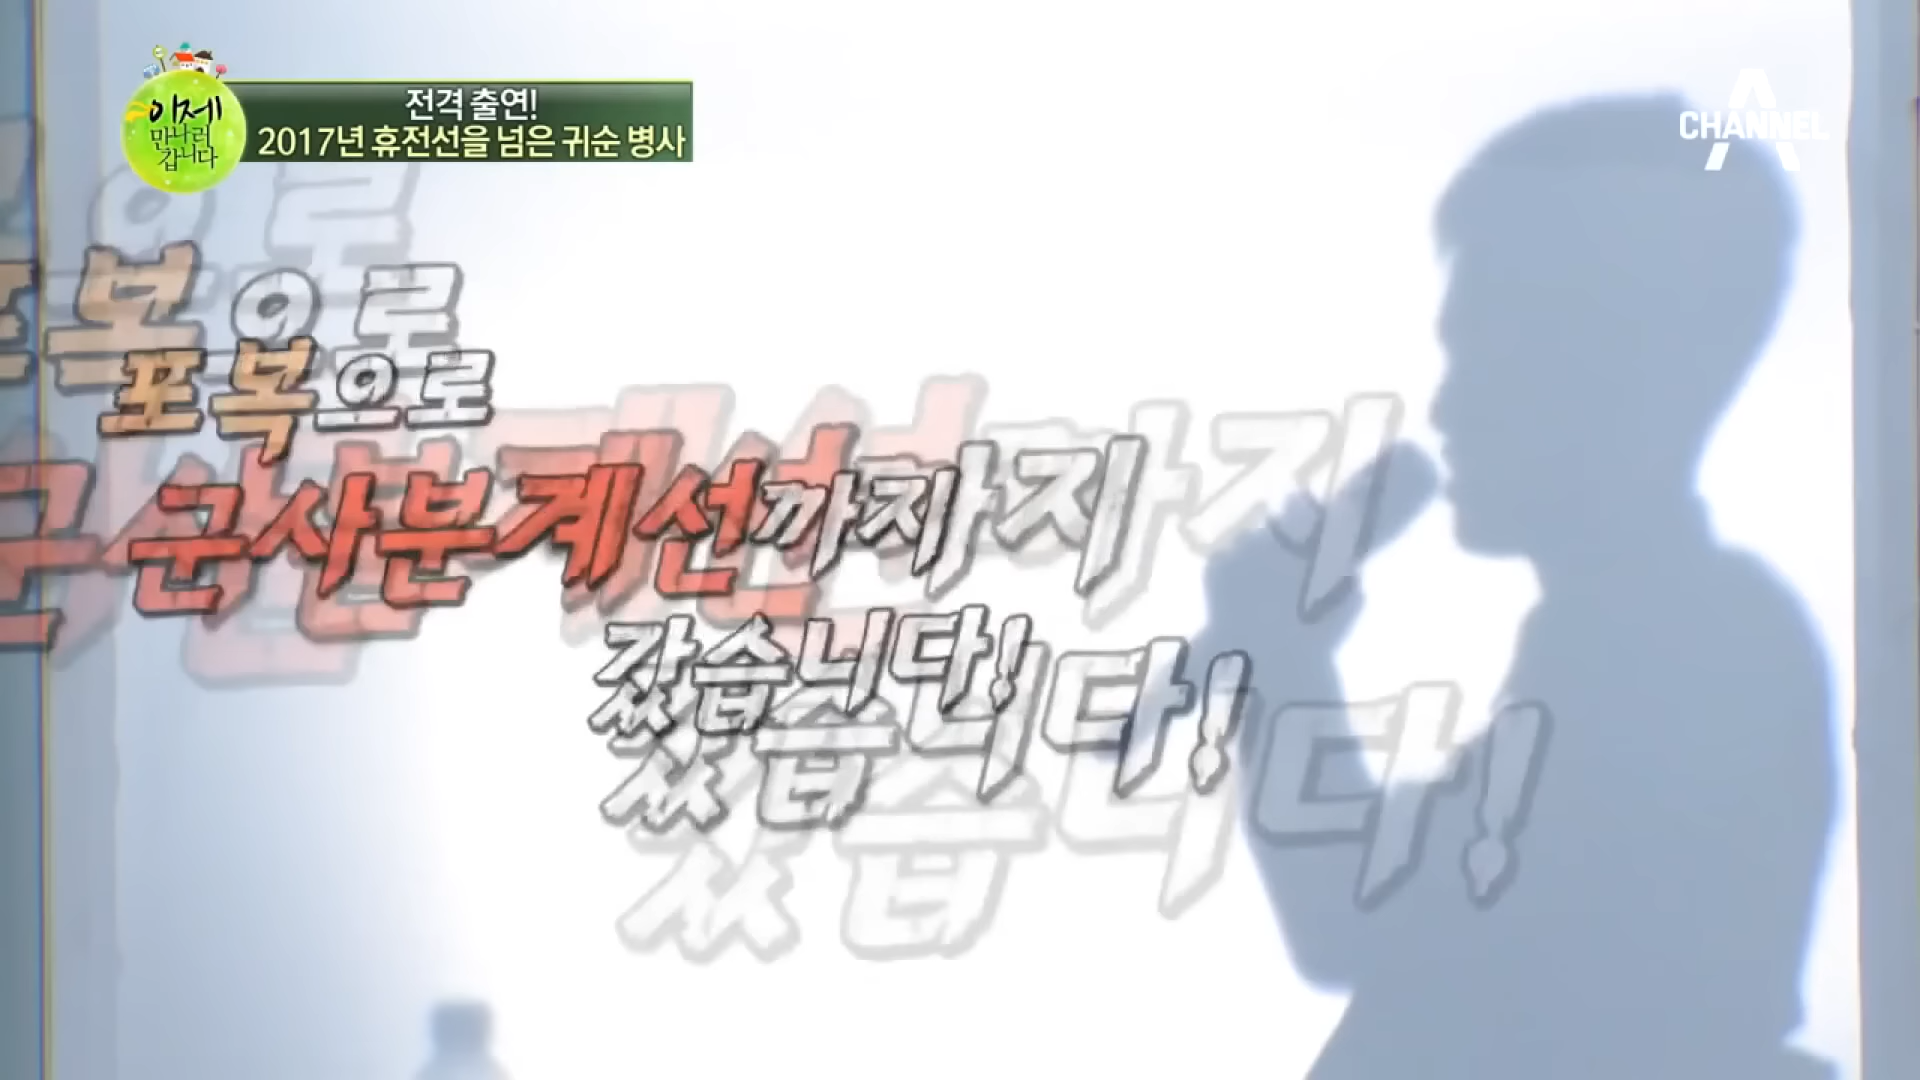 이제
만나러
갑니다
전격 출연!
2017년 휴전선을 넘은 귀순 병사
CHANNEL A
포복으로
군사분계선까지
갔습니다!